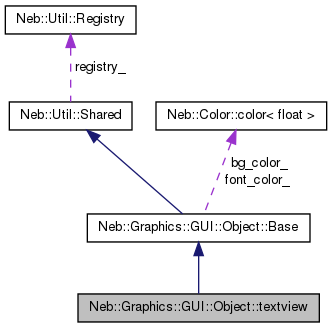 Neb::Util::Registry
registry_
Neb::Util::Shared
Neb::Color::color< float >
bg_color_
font_color_
Neb::Graphics::GUI::Object::Base
Neb::Graphics::GUI::Object::textview